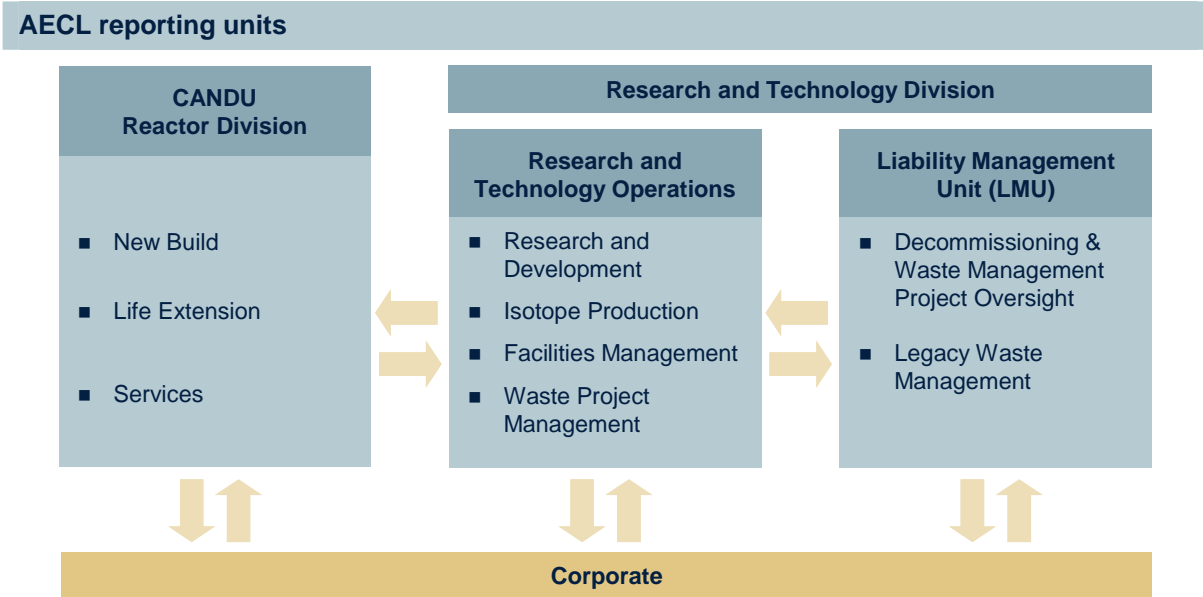 AECL reporting units
CANDU
Reactor Division
New Build
Life Extension
Services
Research and Technology Division
Research and
Technology Operations
Research and
Development
Isotope Production
Facilities Management
Waste Project
Management
Liability Management
Unit (LMU)
Decommissioning &
Waste Management
Project Oversight
Legacy Waste
Management
Corporate